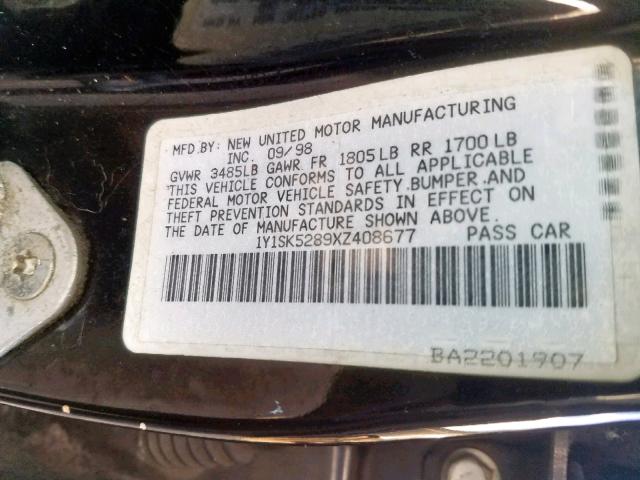 MFD.BY: NEW UNITED MOTOR MANUFACTURING
INC. 09/98
GVWR 3485LB GAWR FR 1805LB RR 1700LB
THIS VEHICLE CONFORMS TO ALL APPLICABLE
FEDERAL MOTOR VEHICLE SAFETY.BUMPER.AND
THEFT PREVENTION STANDARDS IN EFFECT ON
THE DATE OF MANUFACTURE SHOWN ABOVE.
1Y1SK5289XZ408677 PASS CAR
BA2201907